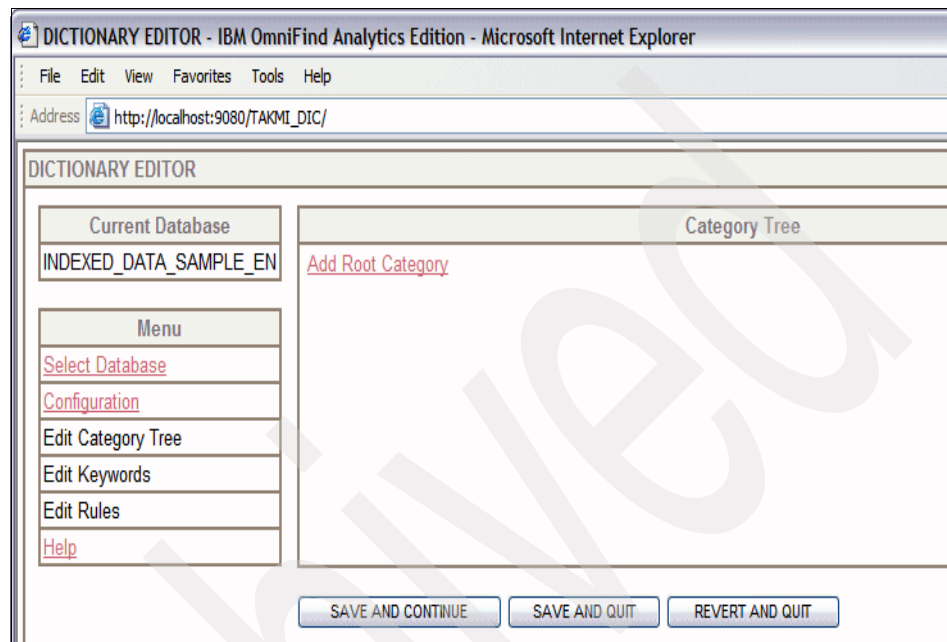 DICTIONARY EDITOR - IBM OmniFind Analytics Edition - Microsoft Internet Explorer
File Edit View Favorites Tools Help
Address http://localhost:9080/TAKMI_DIC/
DICTIONARY EDITOR
Current Database
INDEXED_DATA_SAMPLE_EN
Menu
Select Database
Configuration
Edit Category Tree
Edit Keywords
Edit Rules
Help
Category Tree
Add Root Category
SAVE AND CONTINUE SAVE AND QUIT REVERT AND QUIT
hived